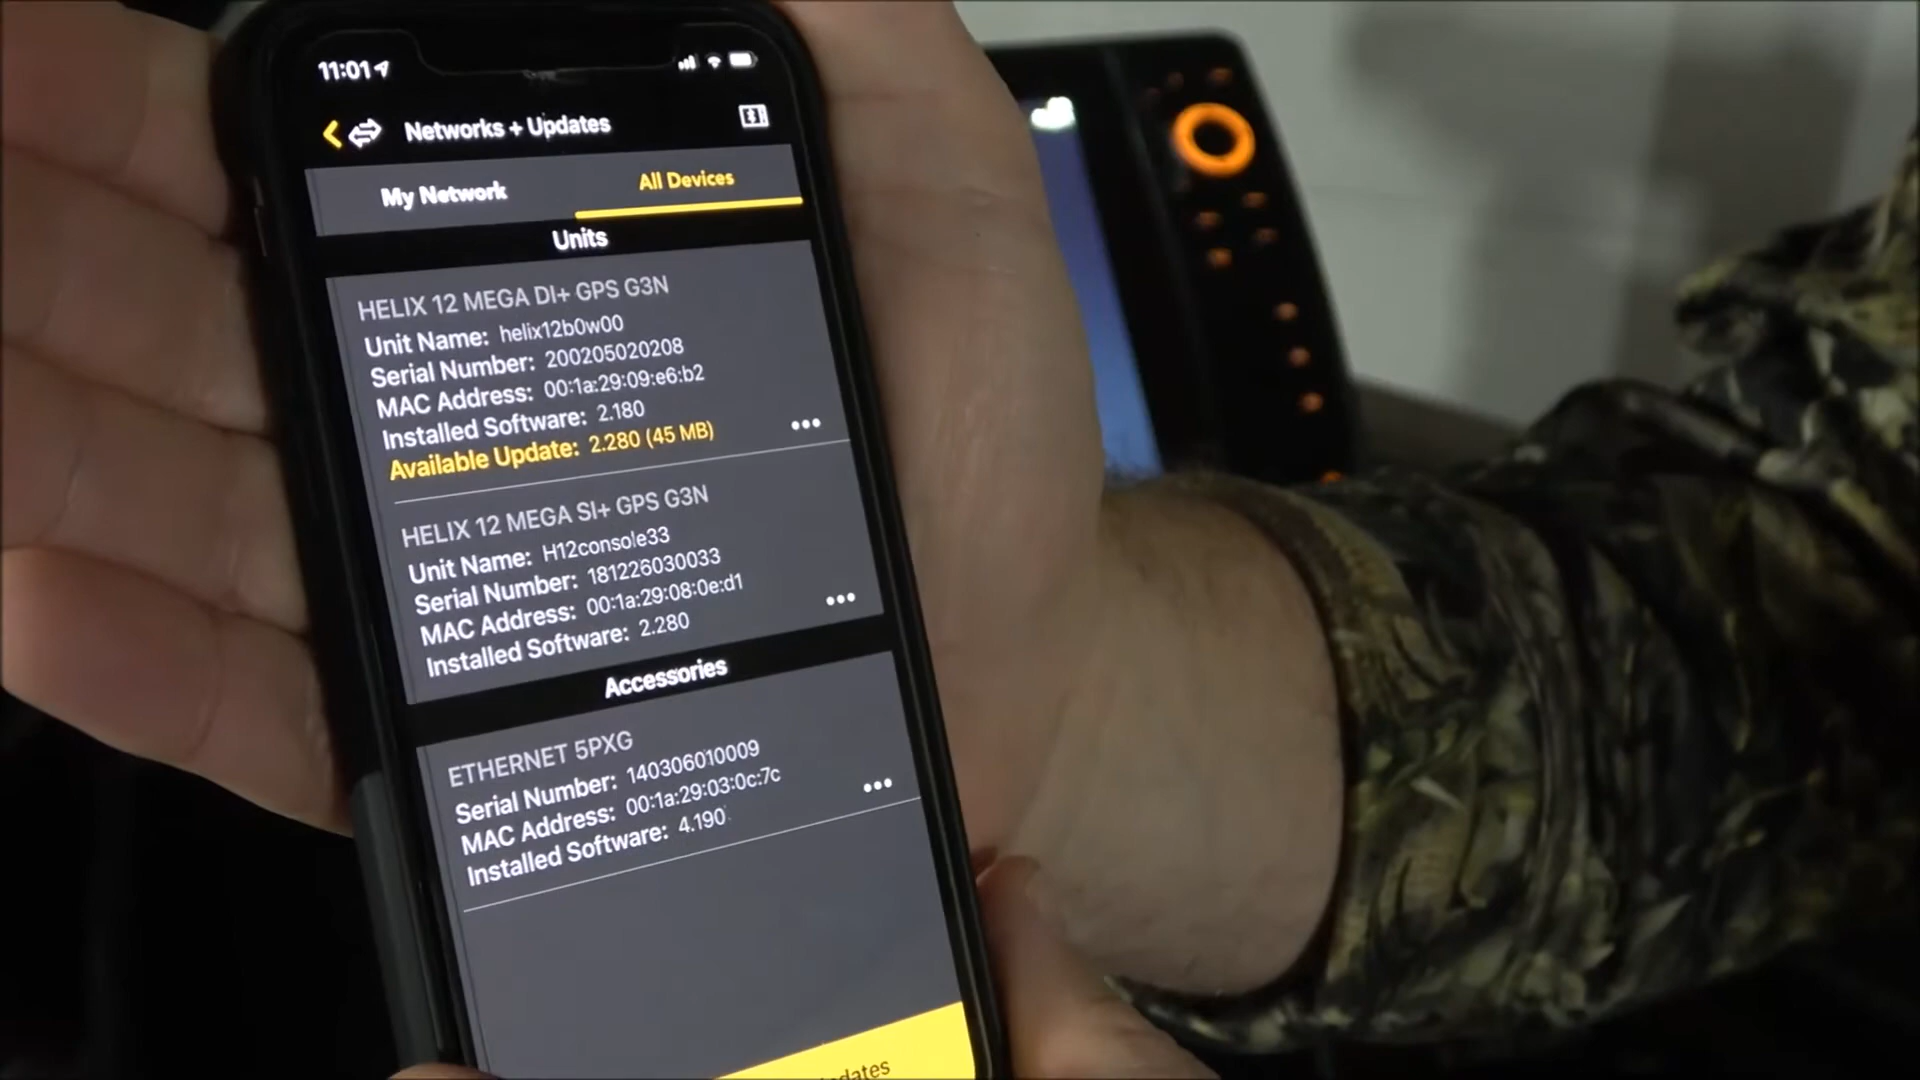 11:01
Networks + Updates
My Network
All Devices
Units
HELIX 12 MEGA DI+ GPS G3N
Unit Name: helix12b0w00
Serial Number: 200205020208
MAC Address: 00:1a:29:09:e6:b2
Installed Software: 2.180
Available Update: 2.280 (45 MB)
HELIX 12 MEGA SI+ GPS G3N
Unit Name: H12console33
Serial Number: 181226030033
MAC Address: 00:1a:29:08:0e:d1
Installed Software: 2.280
Accessories
ETHERNET 5PXG
Serial Number: 140306010009
MAC Address: 00:1a:29:03:0c:7c
Installed Software: 4.190